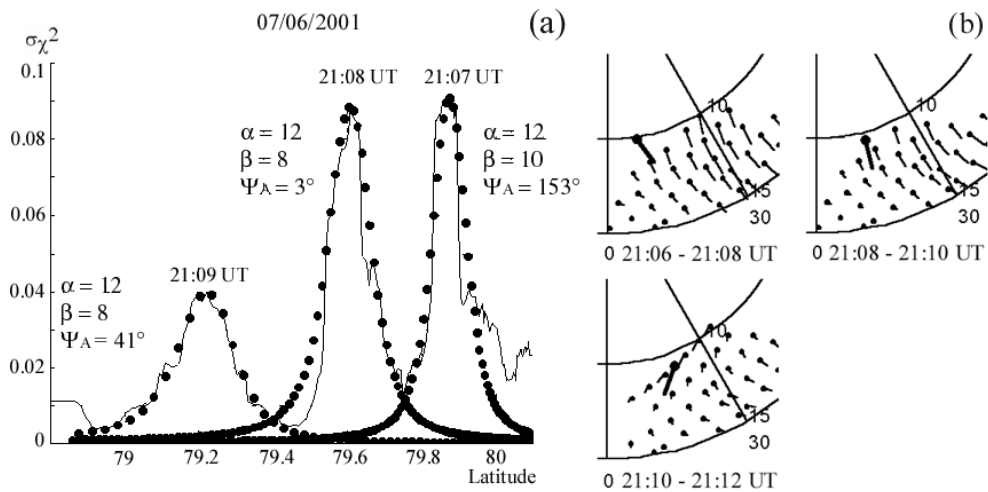 07/06/2001
(a)
(b)
σχ²
0.1
0.08
0.06
0.04
0.02
0
21:08 UT
21:07 UT
α = 12
β = 8
Ψᴀ = 3°
α = 12
β = 10
Ψᴀ = 153°
21:09 UT
α = 12
β = 8
Ψᴀ = 41°
79
79.2
79.4
79.6
79.8
80
Latitude
10
15
30
0 21:06 - 21:08 UT
10
15
30
0 21:08 - 21:10 UT
10
15
30
0 21:10 - 21:12 UT